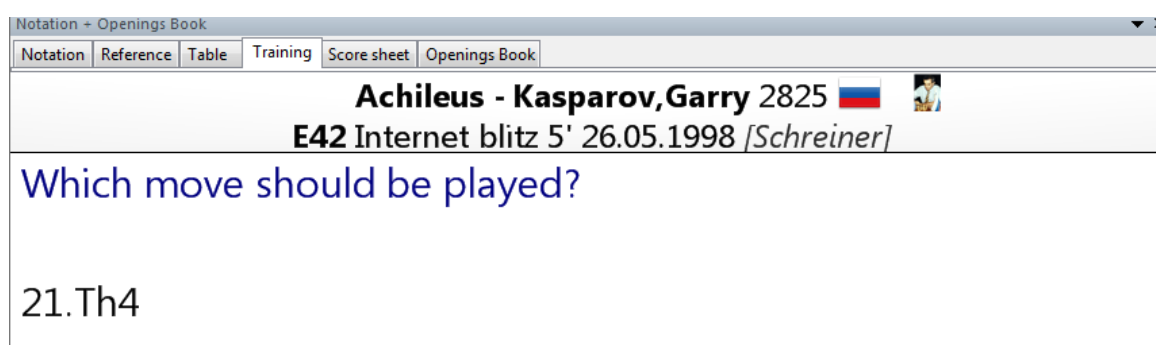 Notation + Openings Book
Notation Reference Table Training Score sheet Openings Book
Achileus - Kasparov,Garry 2825
E42 Internet blitz 5' 26.05.1998 [Schreiner]
Which move should be played?
21.Th4